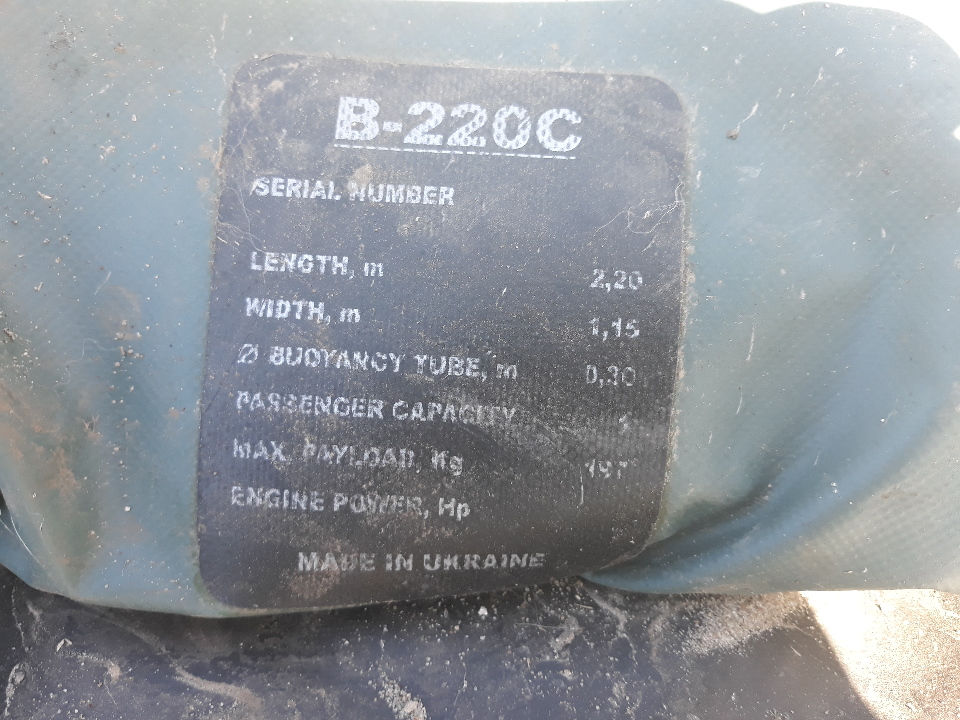 B-220C
SERIAL NUMBER
LENGTH, m 2,20
WIDTH, m 1,15
Ø BUOYANCY TUBE, m 0,30
PASSENGER CAPACITY 1
MAX. PAYLOAD, Kg
ENGINE POWER, Hp
MADE IN UKRAINE